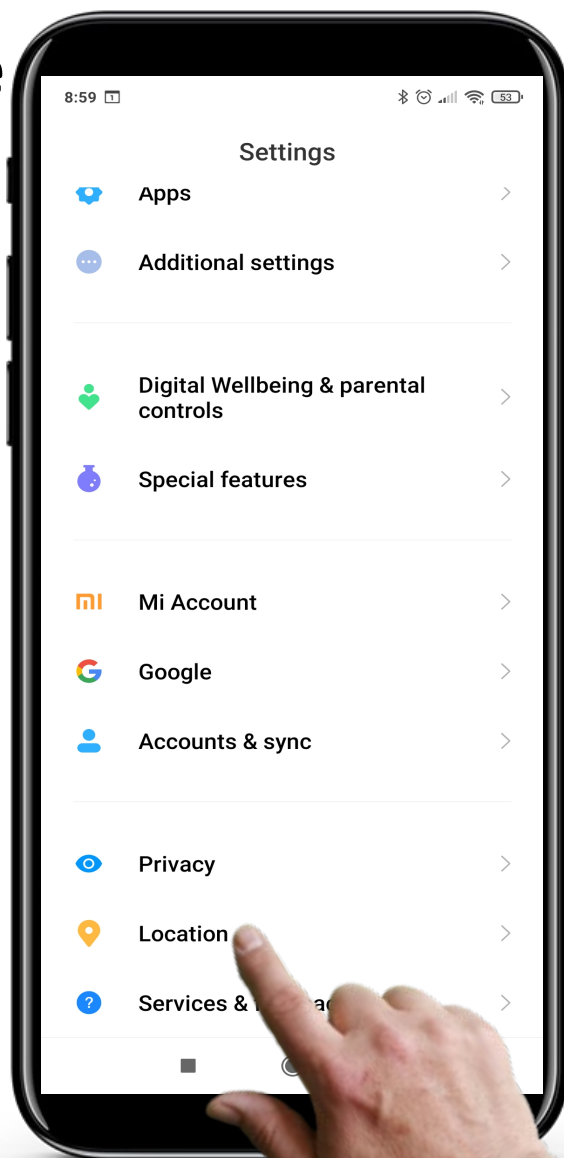 8:59
53
Settings
Apps
Additional settings
Digital Wellbeing & parental
controls
Special features
mi
Mi Account
Google
Accounts & sync
Privacy
Location
Services &